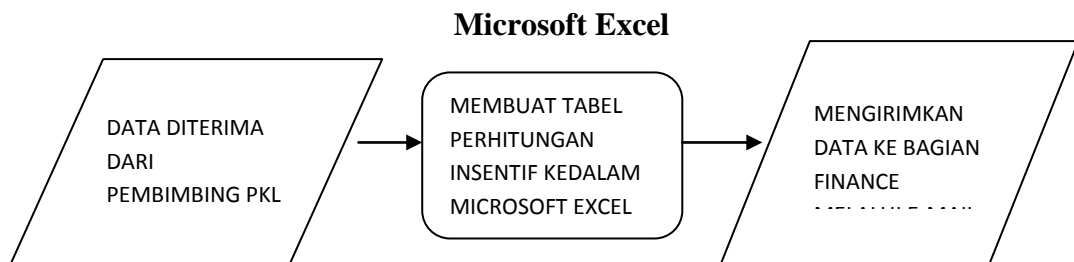 Microsoft Excel
DATA DITERIMA
DARI
PEMBIMBING PKL
MEMBUAT TABEL
PERHITUNGAN
INSENTIF KEDALAM
MICROSOFT EXCEL
MENGIRIMKAN
DATA KE BAGIAN
FINANCE